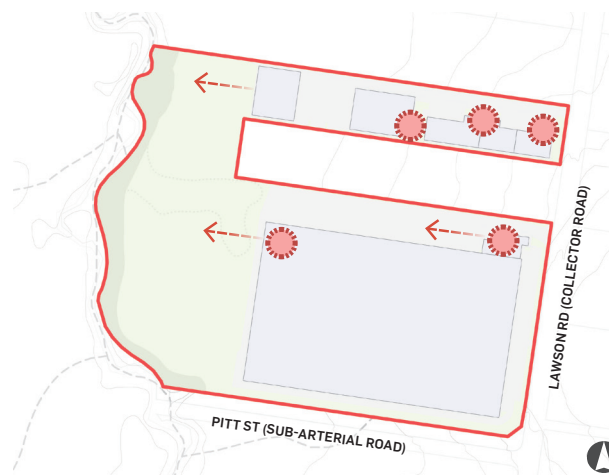 LAWSON RD (COLLECTOR ROAD)
PITT ST (SUB-ARTERIAL ROAD)